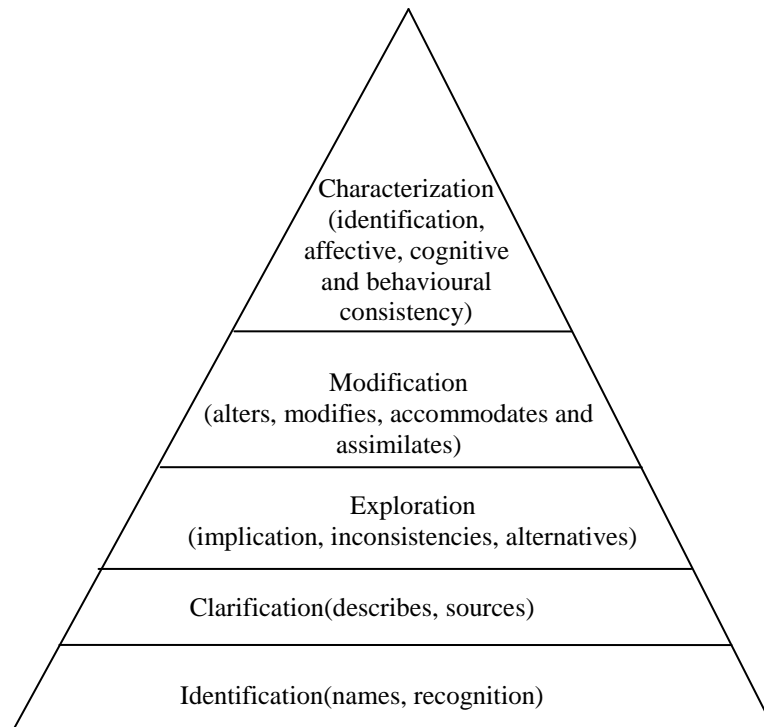 Characterization
(identification,
affective, cognitive
and behavioural
consistency)
Modification
(alters, modifies, accommodates and
assimilates)
Exploration
(implication, inconsistencies, alternatives)
Clarification(describes, sources)
Identification(names, recognition)